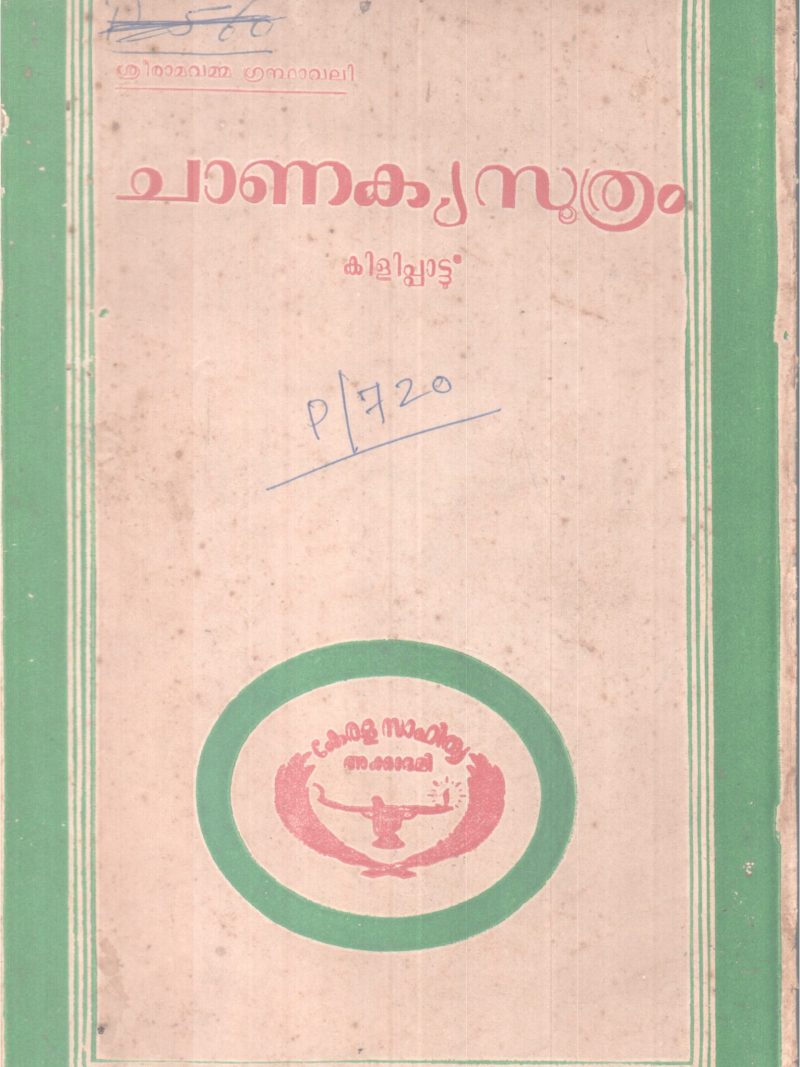 ശ്രീരാമവർമ്മ ഗ്രന്ഥാവലി
ചാണക്യസൂത്രം
കിളിപ്പാട്ട്
P/720
കേരള സാഹിത്യ
അക്കാദമി